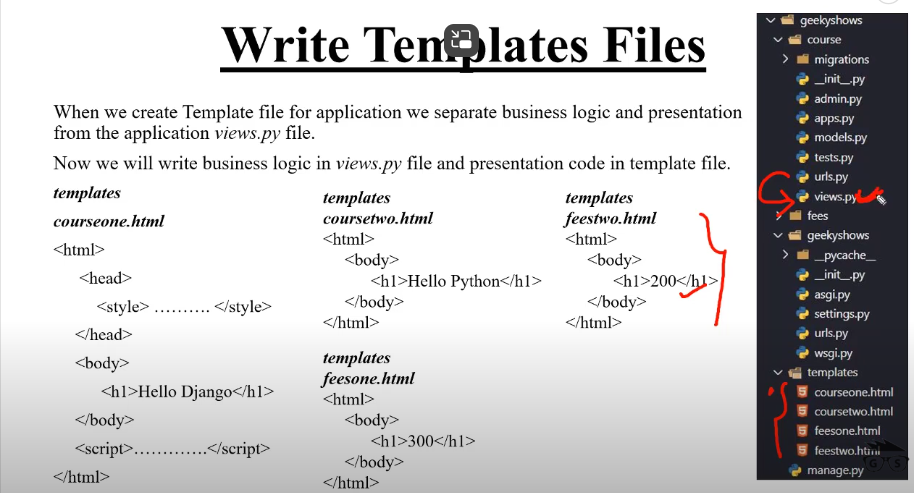 Write Templates Files
When we create Template file for application we separate business logic and presentation
from the application views.py file.
Now we will write business logic in views.py file and presentation code in template file.
templates
courseone.html
<html>
<head>
<style> ………. </style>
</head>
<body>
<h1>Hello Django</h1>
</body>
<script>………….</script>
</html>
templates
coursetwo.html
<html>
<body>
<h1>Hello Python</h1>
</body>
</html>
templates
feesone.html
<html>
<body>
<h1>300</h1>
</body>
</html>
templates
feestwo.html
<html>
<body>
<h1>200</h1>
</body>
</html>
geekyshows
course
migrations
__init__.py
admin.py
apps.py
models.py
tests.py
urls.py
views.py
fees
geekyshows
__pycache__
__init__.py
asgi.py
settings.py
urls.py
wsgi.py
templates
courseone.html
coursetwo.html
feesone.html
feestwo.html
manage.py
G S